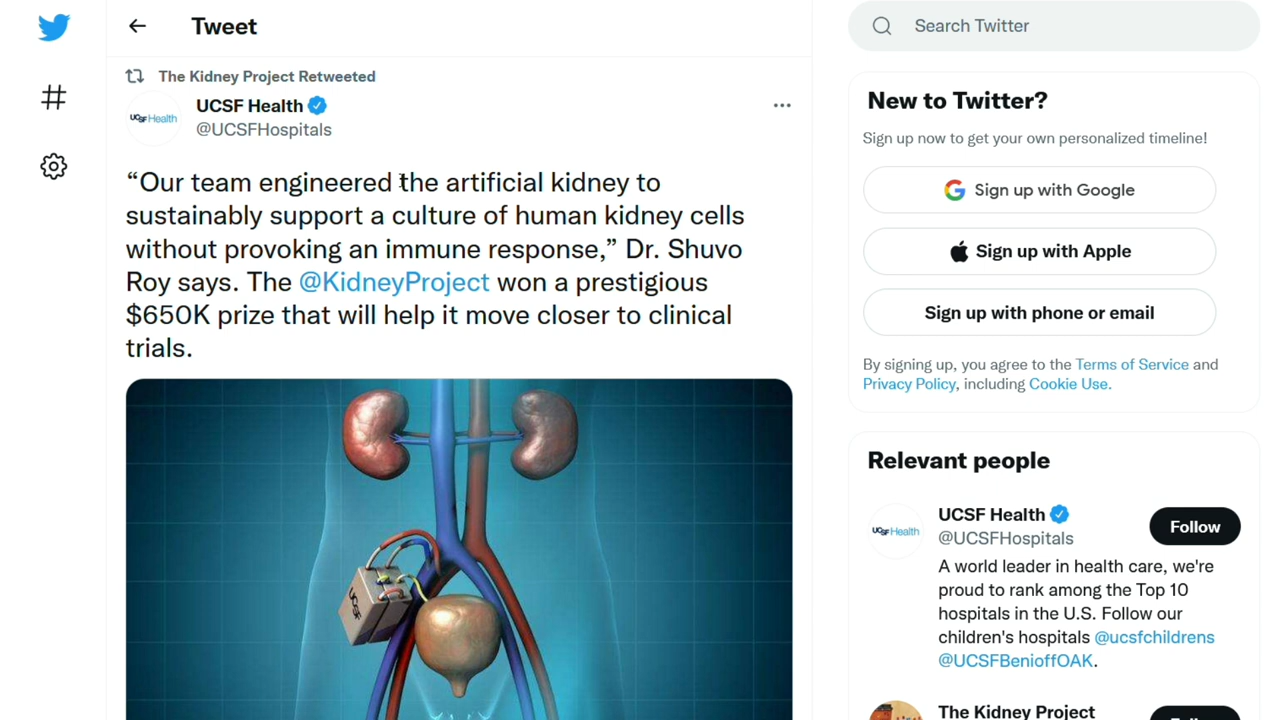 Tweet
The Kidney Project Retweeted
UCSF Health
UCSF Health
@UCSFHospitals
“Our team engineered the artificial kidney to
sustainably support a culture of human kidney cells
without provoking an immune response,” Dr. Shuvo
Roy says. The @KidneyProject won a prestigious
$650K prize that will help it move closer to clinical
trials.
UCSF
Search Twitter
New to Twitter?
Sign up now to get your own personalized timeline!
Sign up with Google
Sign up with Apple
Sign up with phone or email
By signing up, you agree to the Terms of Service and
Privacy Policy, including Cookie Use.
Relevant people
UCSF Health
UCSF Health
@UCSFHospitals
Follow
A world leader in health care, we're
proud to rank among the Top 10
hospitals in the U.S. Follow our
children's hospitals @ucsfchildrens
@UCSFBenioffOAK.
The Kidney Project